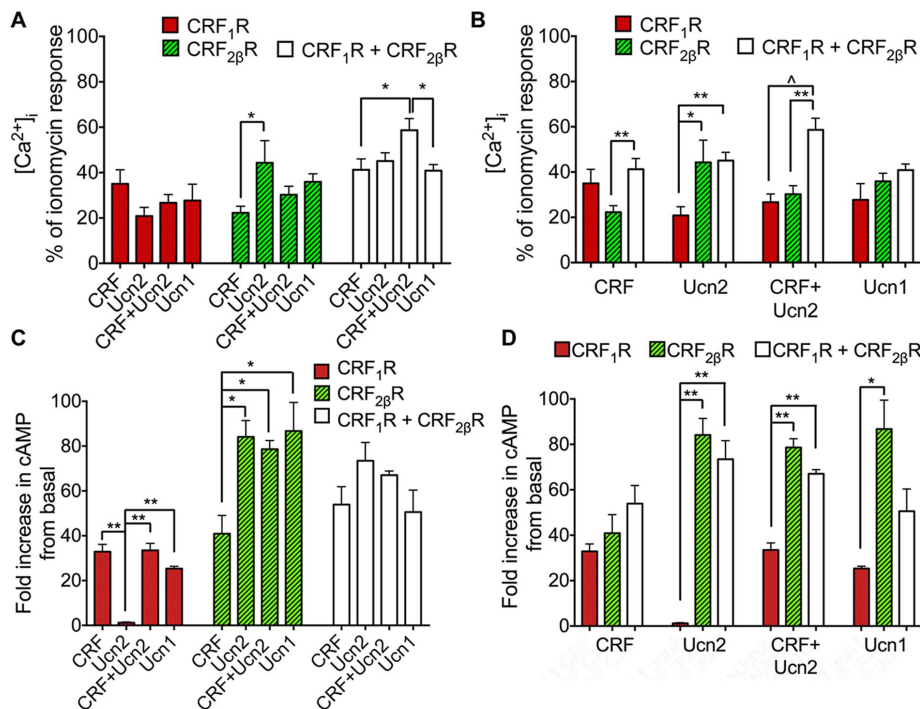 A
CRF₁R
CRF₂βR
CRF₁R + CRF₂βR
[Ca²⁺]ᵢ
% of ionomycin response
100
80
60
40
20
0
*
*
*
CRF
Ucn2
CRF+Ucn2
Ucn1
CRF
Ucn2
CRF+Ucn2
Ucn1
CRF
Ucn2
CRF+Ucn2
Ucn1
B
CRF₁R
CRF₂βR
CRF₁R + CRF₂βR
[Ca²⁺]ᵢ
% of ionomycin response
100
80
60
40
20
0
**
**
*
^
**
CRF
Ucn2
CRF+
Ucn2
Ucn1
C
CRF₁R
CRF₂βR
CRF₁R + CRF₂βR
Fold increase in cAMP
from basal
100
80
60
40
20
0
**
**
**
*
*
*
CRF
Ucn2
CRF+Ucn2
Ucn1
CRF
Ucn2
CRF+Ucn2
Ucn1
CRF
Ucn2
CRF+Ucn2
Ucn1
D
CRF₁R
CRF₂βR
CRF₁R + CRF₂βR
Fold increase in cAMP
from basal
100
80
60
40
20
0
**
**
**
**
*
CRF
Ucn2
CRF+
Ucn2
Ucn1